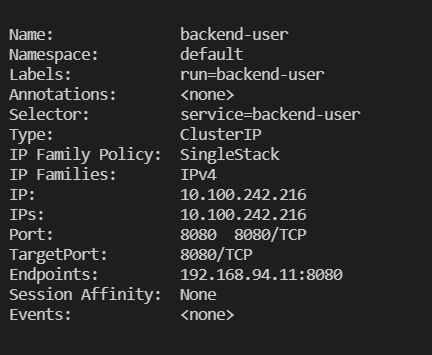 Name: backend-user
Namespace: default
Labels: run=backend-user
Annotations: <none>
Selector: service=backend-user
Type: ClusterIP
IP Family Policy: SingleStack
IP Families: IPv4
IP: 10.100.242.216
IPs: 10.100.242.216
Port: 8080 8080/TCP
TargetPort: 8080/TCP
Endpoints: 192.168.94.11:8080
Session Affinity: None
Events: <none>